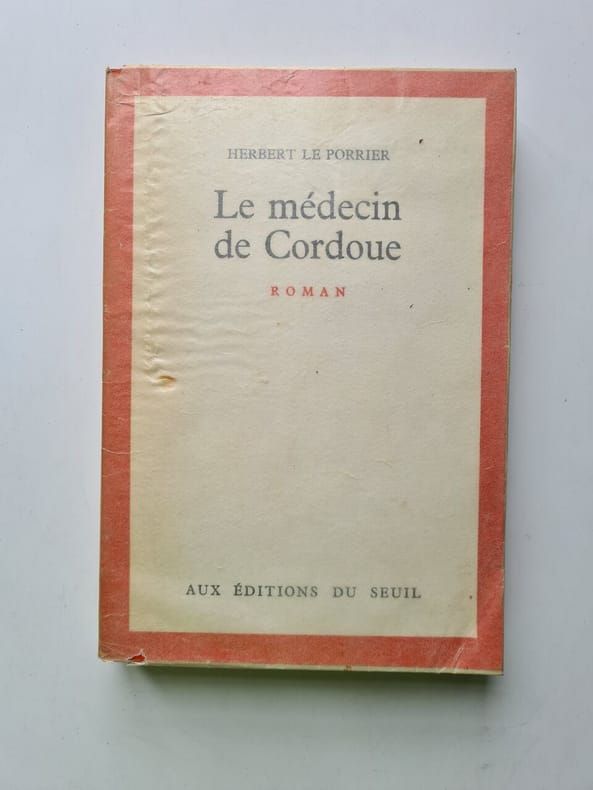 HERBERT LE PORRIER
Le médecin
de Cordoue
ROMAN
AUX ÉDITIONS DU SEUIL